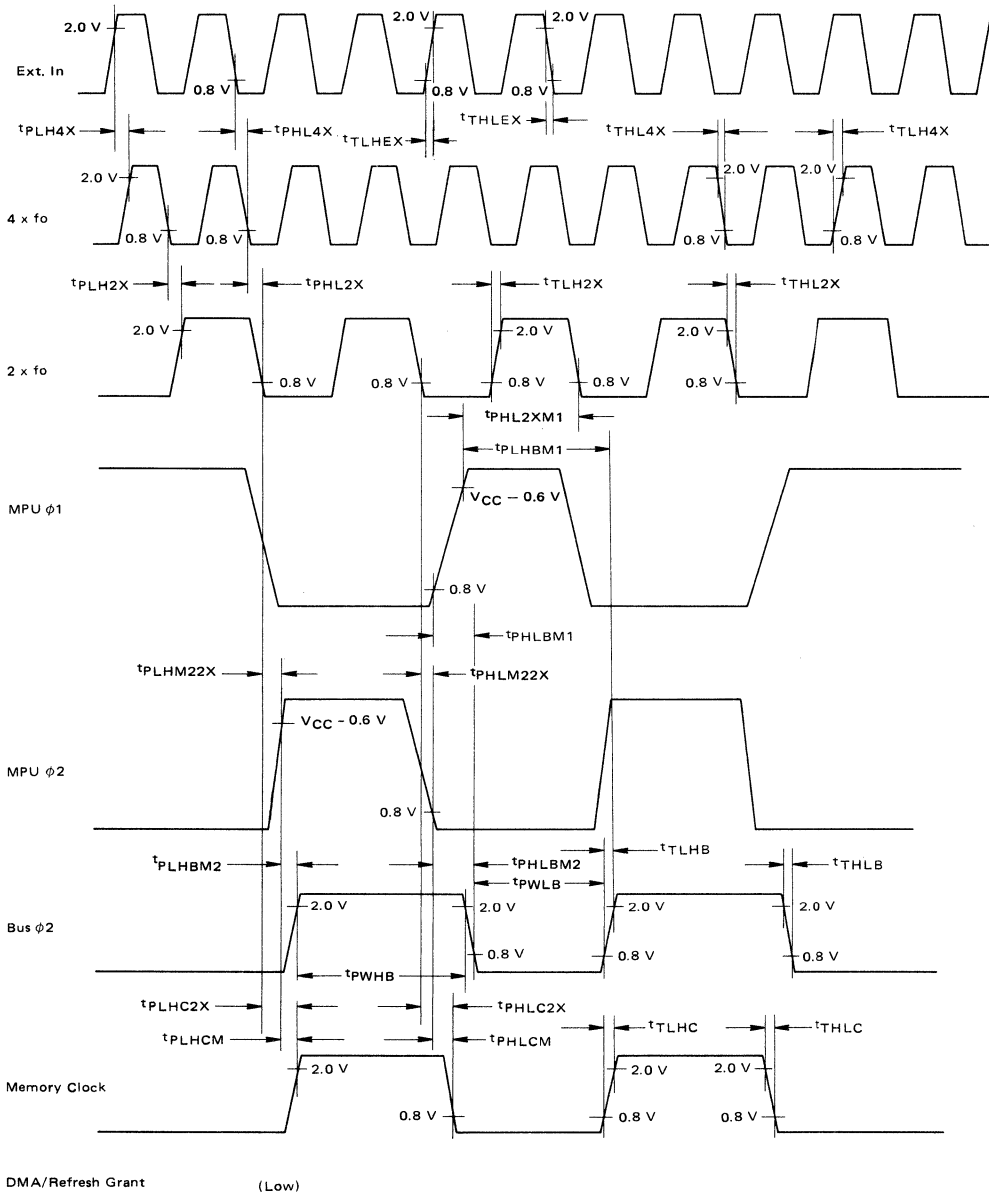 2.0 V 2.0 V 2.0 V
Ext. In
0.8 V 0.8 V 0.8 V
tPLH4X tPHL4X tTLHEX tTHLEX tTHL4X tTLH4X
2.0 V 2.0 V 2.0 V
4 x fo
0.8 V 0.8 V 0.8 V 0.8 V
tPLH2X tPHL2X tTLH2X tTHL2X
2.0 V 2.0 V 2.0 V
2 x fo
0.8 V 0.8 V 0.8 V 0.8 V 0.8 V
tPHL2XM1
tPLHBM1
VCC – 0.6 V
MPU ϕ1
0.8 V
tPHLBM1
tPLHM22X tPHLM22X
VCC – 0.6 V
MPU ϕ2
0.8 V
tPLHBM2 tPHLBM2 tTLHB tTHLB
tPWLB
2.0 V 2.0 V 2.0 V 2.0 V
Bus ϕ2
0.8 V 0.8 V 0.8 V
tPWHB
tPLHC2X tPHLC2X
tPLHCM tPHLCM tTLHC tTHLC
2.0 V 2.0 V 2.0 V
Memory Clock
0.8 V 0.8 V 0.8 V
DMA/Refresh Grant (Low)